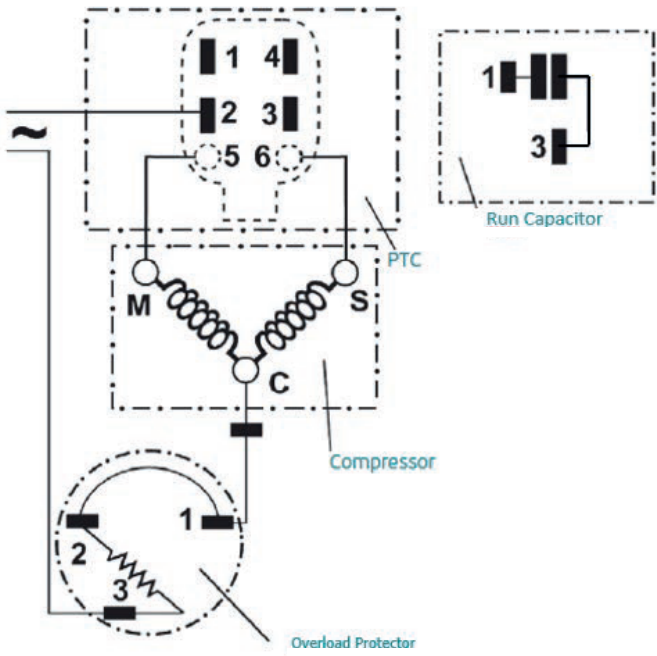 1 4
2 3
~
5 6
1
3
Run Capacitor
PTC
M S
C
Compressor
1
2
3
Overload Protector